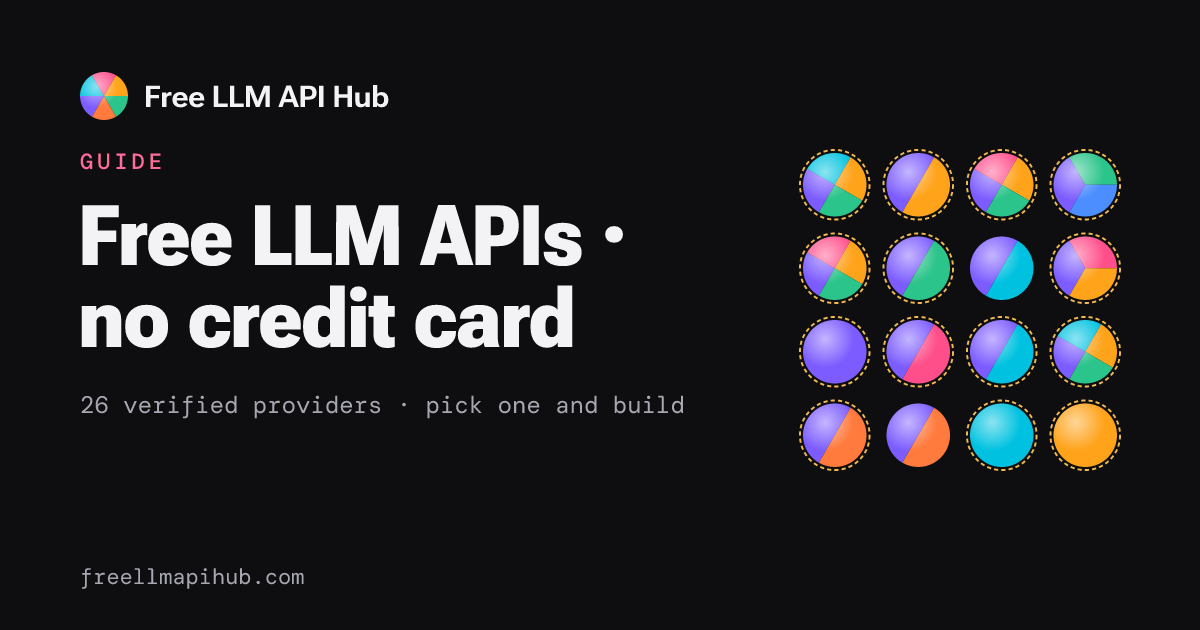 Free LLM API Hub
GUIDE
Free LLM APIs ·
no credit card
26 verified providers · pick one and build
freellmapihub.com